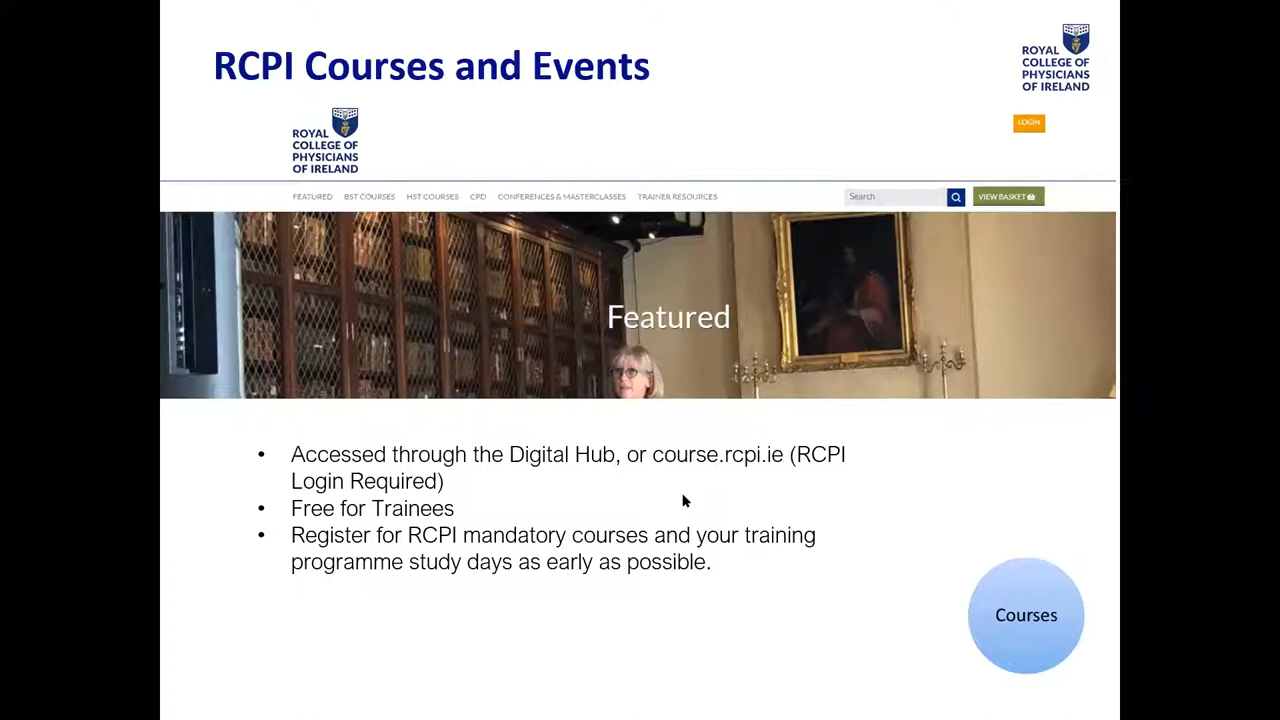 RCPI Courses and Events
ROYAL
COLLEGE OF
PHYSICIANS
OF IRELAND
ROYAL
COLLEGE OF
PHYSICIANS
OF IRELAND
LOGIN
FEATURED BST COURSES HST COURSES CPD CONFERENCES & MASTERCLASSES TRAINER RESOURCES Search VIEW BASKET
Featured
• Accessed through the Digital Hub, or course.rcpi.ie (RCPI
Login Required)
• Free for Trainees
• Register for RCPI mandatory courses and your training
programme study days as early as possible.
Courses